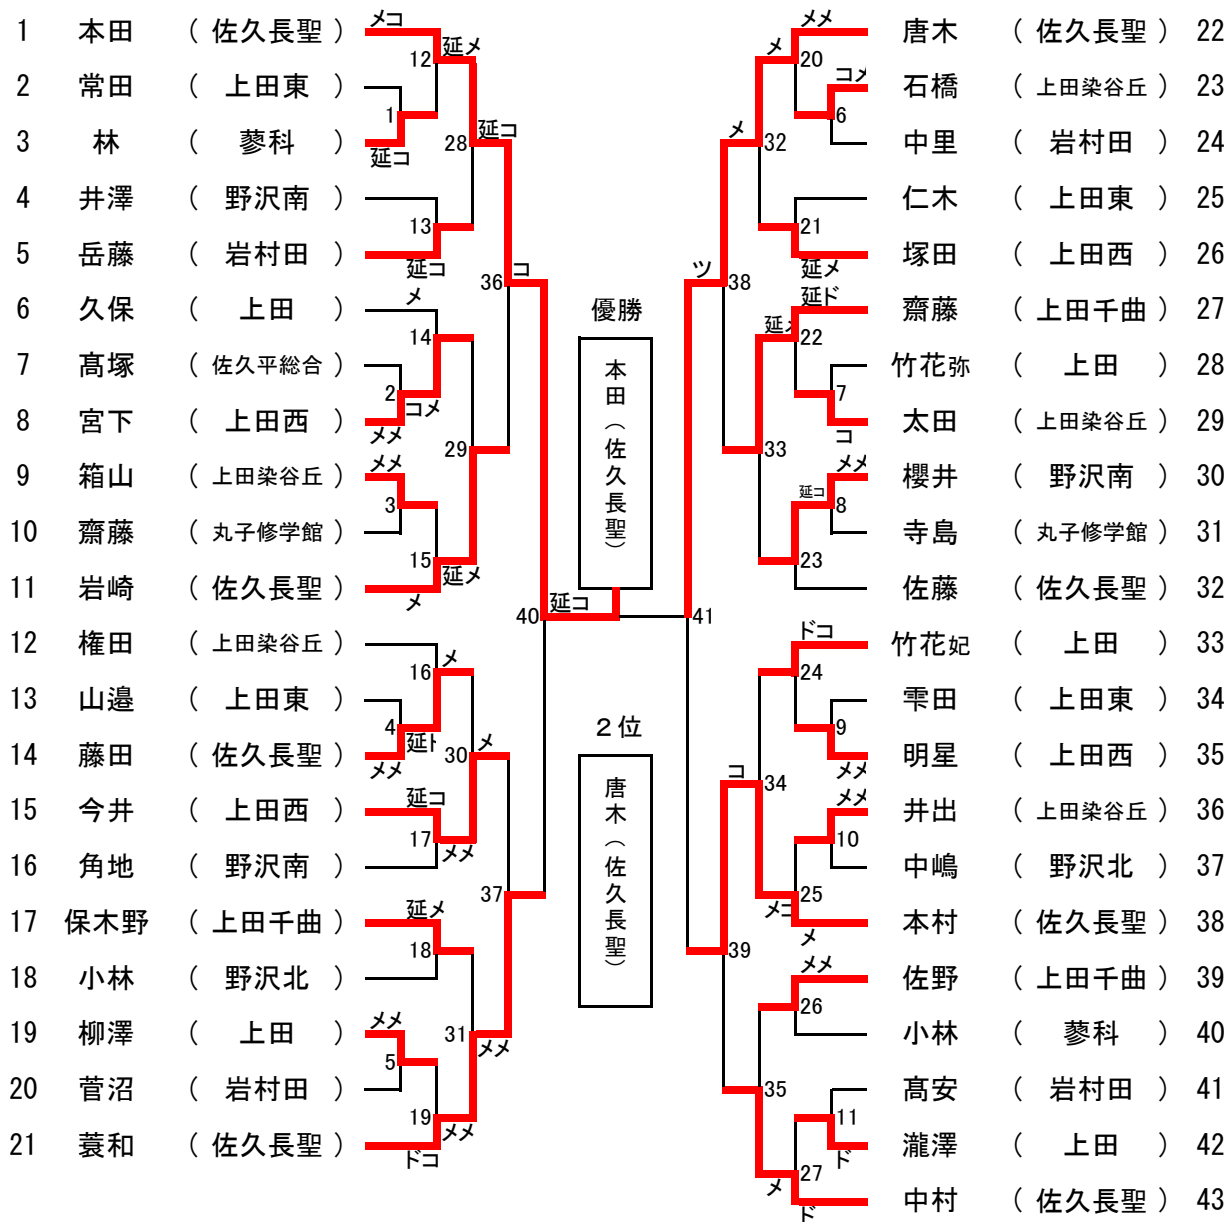 1 本田 （ 佐久長聖 ）
2 常田 （ 上田東 ）
3 林 （ 蓼科 ）
4 井澤 （ 野沢南 ）
5 岳藤 （ 岩村田 ）
6 久保 （ 上田 ）
7 髙塚 （ 佐久平総合 ）
8 宮下 （ 上田西 ）
9 箱山 （ 上田染谷丘 ）
10 齋藤 （ 丸子修学館 ）
11 岩崎 （ 佐久長聖 ）
12 権田 （ 上田染谷丘 ）
13 山邉 （ 上田東 ）
14 藤田 （ 佐久長聖 ）
15 今井 （ 上田西 ）
16 角地 （ 野沢南 ）
17 保木野 （ 上田千曲 ）
18 小林 （ 野沢北 ）
19 柳澤 （ 上田 ）
20 菅沼 （ 岩村田 ）
21 蓑和 （ 佐久長聖 ）
メコ
延メ
12
1
延コ
28
延コ
13
延コ
36
コ
メ
14
2
コメ
メメ
29
メメ
3
15
延メ
メ
40
延コ
16
メ
4
延ド
メメ
30
メ
延コ
17
メメ
37
延メ
18
メメ
31
メメ
5
19
メメ
ドコ
優勝
本田（佐久長聖）
２位
唐木（佐久長聖）
メメ
メ
20
コメ
6
メ
32
21
延メ
ツ
38
延ド
延メ
22
7
コ
33
メメ
延コ
8
23
41
ドコ
24
9
メメ
コ
34
メメ
10
25
メコ
メ
39
メメ
26
35
11
ド
27
メ
ド
唐木 （ 佐久長聖 ） 22
石橋 （ 上田染谷丘 ） 23
中里 （ 岩村田 ） 24
仁木 （ 上田東 ） 25
塚田 （ 上田西 ） 26
齋藤 （ 上田千曲 ） 27
竹花弥 （ 上田 ） 28
太田 （ 上田染谷丘 ） 29
櫻井 （ 野沢南 ） 30
寺島 （ 丸子修学館 ） 31
佐藤 （ 佐久長聖 ） 32
竹花妃 （ 上田 ） 33
雫田 （ 上田東 ） 34
明星 （ 上田西 ） 35
井出 （ 上田染谷丘 ） 36
中嶋 （ 野沢北 ） 37
本村 （ 佐久長聖 ） 38
佐野 （ 上田千曲 ） 39
小林 （ 蓼科 ） 40
髙安 （ 岩村田 ） 41
瀧澤 （ 上田 ） 42
中村 （ 佐久長聖 ） 43